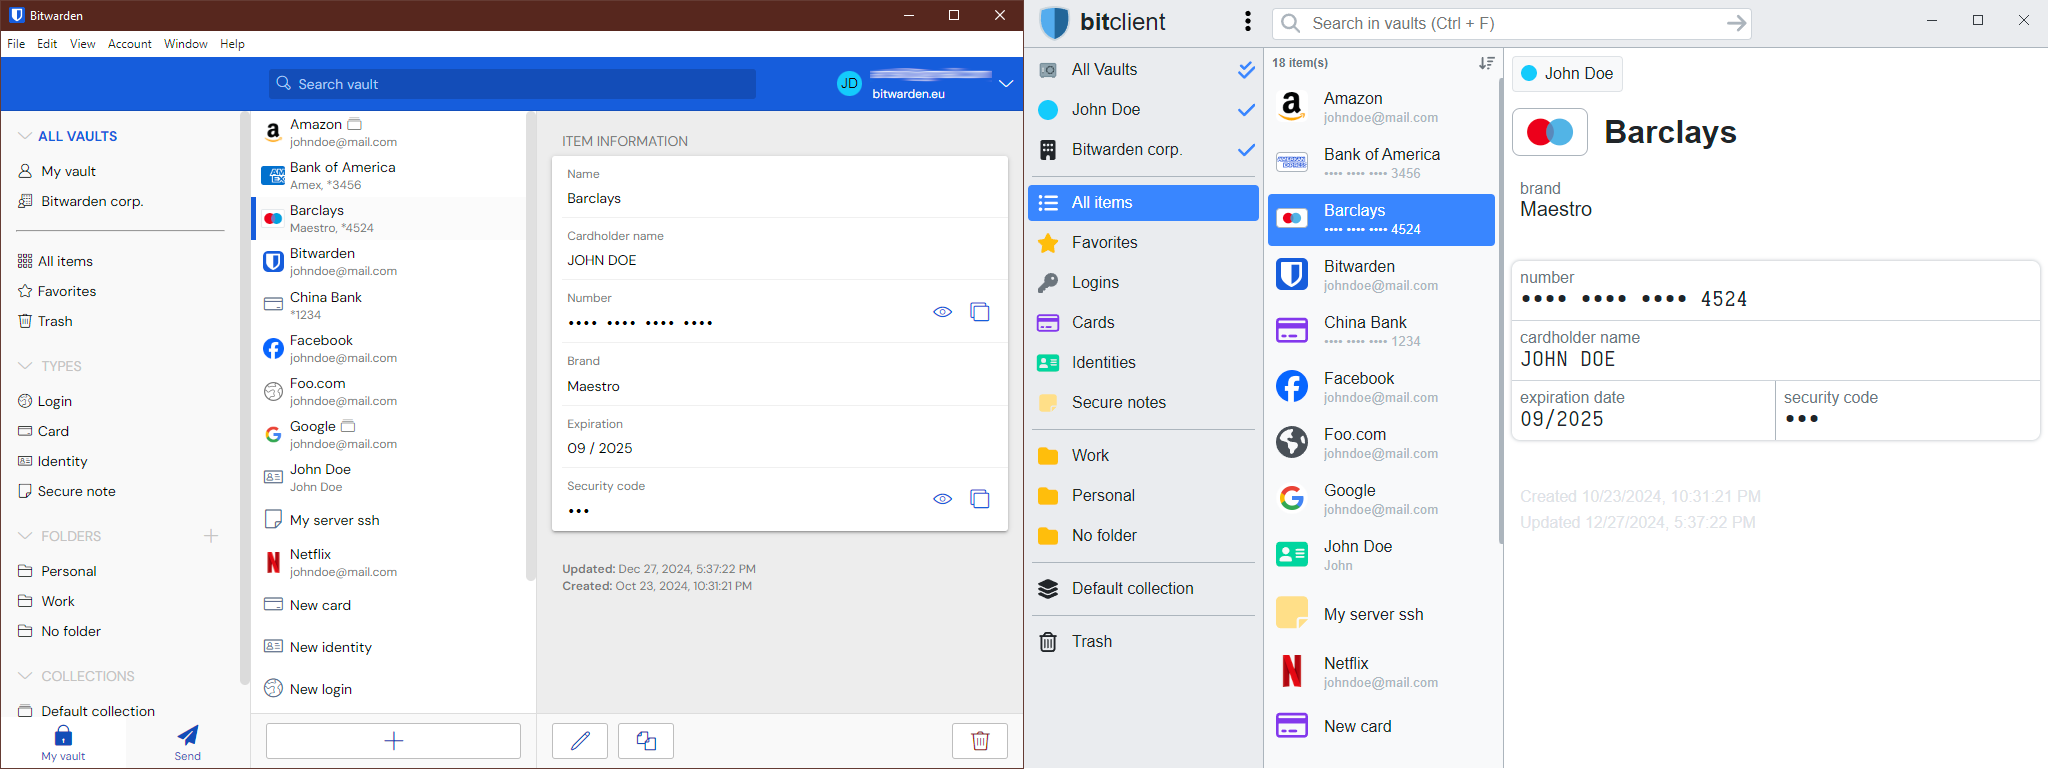 Bitwarden
File Edit View Account Window Help
Search vault
JD
bitwarden.eu
ALL VAULTS
My vault
Bitwarden corp.
All items
Favorites
Trash
TYPES
Login
Card
Identity
Secure note
FOLDERS
Personal
Work
No folder
COLLECTIONS
Default collection
My vault
Send
Amazon
johndoe@mail.com
Bank of America
Amex, *3456
Barclays
Maestro, *4524
Bitwarden
johndoe@mail.com
China Bank
*1234
Facebook
johndoe@mail.com
Foo.com
johndoe@mail.com
Google
johndoe@mail.com
John Doe
John Doe
My server ssh
Netflix
johndoe@mail.com
New card
New identity
New login
ITEM INFORMATION
Name
Barclays
Cardholder name
JOHN DOE
Number
•••• •••• •••• ••••
Brand
Maestro
Expiration
09 / 2025
Security code
•••
Updated: Dec 27, 2024, 5:37:22 PM
Created: Oct 23, 2024, 10:31:21 PM
bitclient
Search in vaults (Ctrl + F)
All Vaults
John Doe
Bitwarden corp.
All items
Favorites
Logins
Cards
Identities
Secure notes
Work
Personal
No folder
Default collection
Trash
18 item(s)
Amazon
johndoe@mail.com
AMERICAN EXPRESS
Bank of America
•••• •••• •••• 3456
Barclays
•••• •••• •••• 4524
Bitwarden
johndoe@mail.com
China Bank
•••• •••• •••• 1234
Facebook
johndoe@mail.com
Foo.com
johndoe@mail.com
Google
johndoe@mail.com
John Doe
John
My server ssh
Netflix
johndoe@mail.com
New card
John Doe
Barclays
brand
Maestro
number
•••• •••• •••• 4524
cardholder name
JOHN DOE
expiration date
09/2025
security code
•••
Created 10/23/2024, 10:31:21 PM
Updated 12/27/2024, 5:37:22 PM